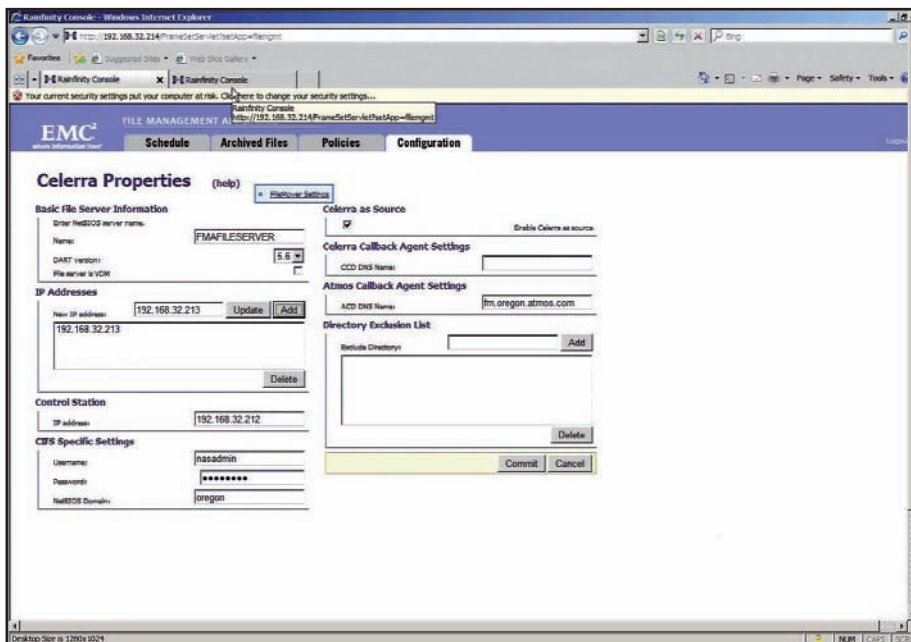 Rainfinity Console - Windows Internet Explorer
http://192.168.32.214/FrameSetServlet?setApp=filemgmt
Bing
Favorites Suggested Sites Web Slice Gallery
Rainfinity Console X Rainfinity Console
Page Safety Tools
Your current security settings put your computer at risk. Click here to change your security settings...
Rainfinity Console
http://192.168.32.214/FrameSetServlet?setApp=filemgmt
EMC²
where information lives®
FILE MANAGEMENT
Logout
Schedule Archived Files Policies Configuration
Celerra Properties (help)
FileMover Settings
Basic File Server Information
Enter NetBIOS server name.
Name: FMAFILESERVER
DART version: 5.6
File server is VDM
IP Addresses
New IP address: 192.168.32.213 Update Add
192.168.32.213
Delete
Control Station
IP address: 192.168.32.212
CIFS Specific Settings
Username: nasadmin
Password: ••••••••
NetBIOS Domain: oregon
Celerra as Source
Enable Celerra as source
Celerra Callback Agent Settings
CCD DNS Name:
Atmos Callback Agent Settings
ACD DNS Name: fm.oregon.atmos.com
Directory Exclusion List
Exclude Directory: Add
Delete
Commit Cancel
Desktop Size is 1280x1024
NUM CAPS SCR